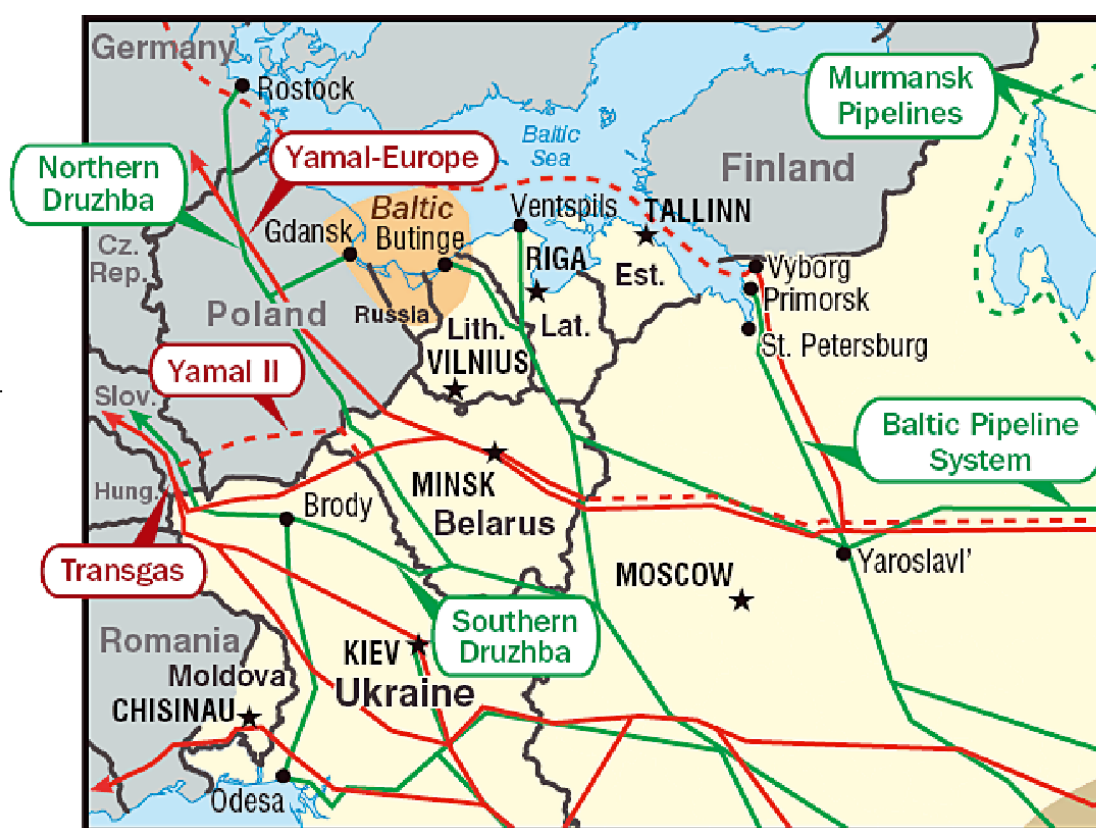 Germany
Rostock
Murmansk
Pipelines
Baltic
Sea
Northern
Druzhba
Yamal-Europe
Finland
Baltic
Ventspils
TALLINN
Gdansk
Butinge
Cz.
Rep.
RIGA
Est.
Vyborg
Primorsk
Poland
Russia
Lith.
Lat.
St. Petersburg
VILNIUS
Yamal II
Slov.
Baltic Pipeline
System
MINSK
Hung.
Brody
Belarus
Transgas
Yaroslavl’
MOSCOW
Southern
Druzhba
Romania
KIEV
Moldova
Ukraine
CHISINAU
Odesa